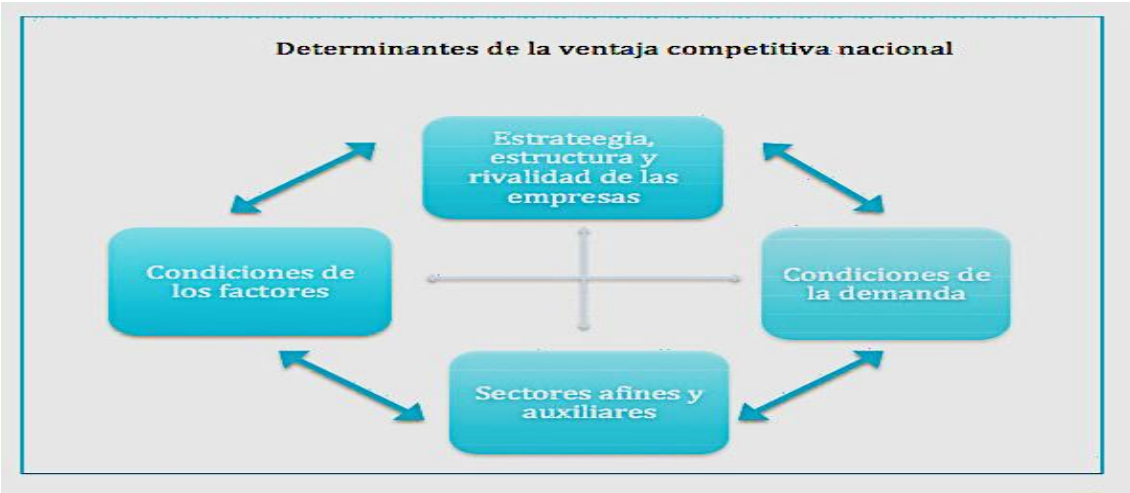 Determinantes de la ventaja competitiva nacional
Estrateegia,
estructura y
rivalidad de las
empresas
Condiciones de
los factores
Condiciones de
la demanda
Sectores afines y
auxiliares